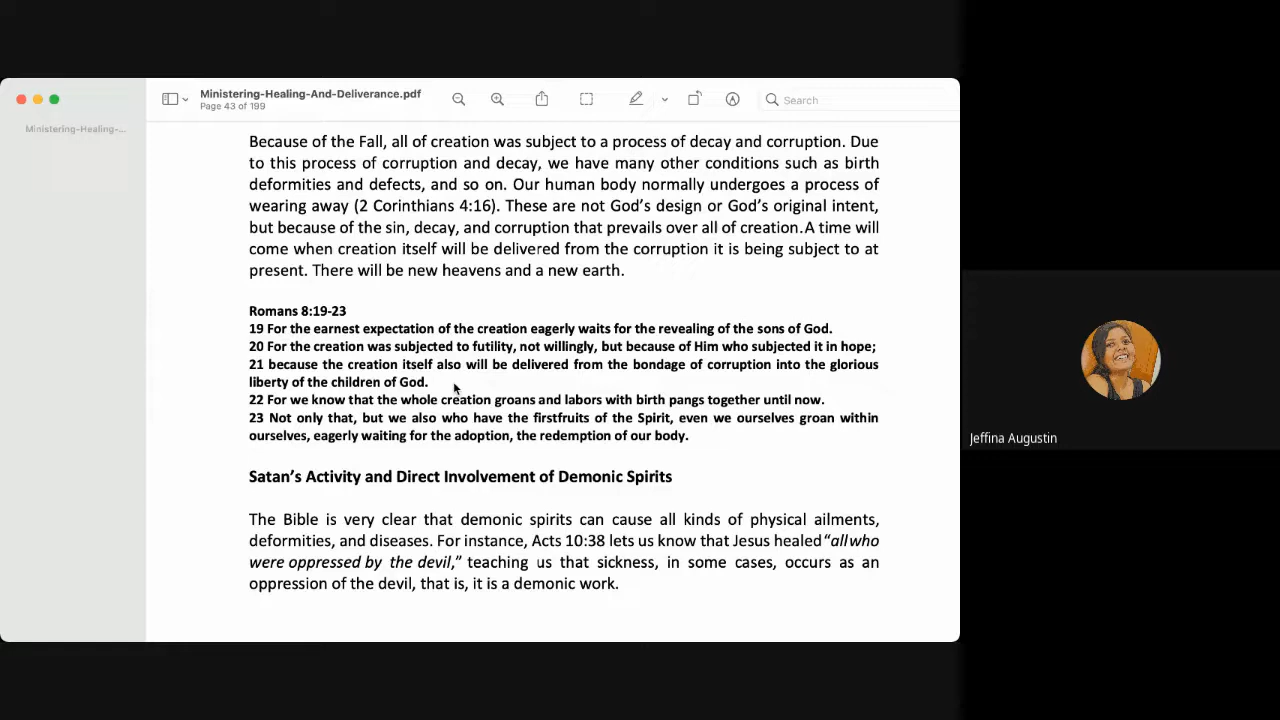 Ministering-Healing-And-Deliverance.pdf
Page 43 of 199
Search
Ministering-Healing-...
Because of the Fall, all of creation was subject to a process of decay and corruption. Due
to this process of corruption and decay, we have many other conditions such as birth
deformities and defects, and so on. Our human body normally undergoes a process of
wearing away (2 Corinthians 4:16). These are not God’s design or God’s original intent,
but because of the sin, decay, and corruption that prevails over all of creation.A time will
come when creation itself will be delivered from the corruption it is being subject to at
present. There will be new heavens and a new earth.
Romans 8:19-23
19 For the earnest expectation of the creation eagerly waits for the revealing of the sons of God.
20 For the creation was subjected to futility, not willingly, but because of Him who subjected it in hope;
21 because the creation itself also will be delivered from the bondage of corruption into the glorious
liberty of the children of God.
22 For we know that the whole creation groans and labors with birth pangs together until now.
23 Not only that, but we also who have the firstfruits of the Spirit, even we ourselves groan within
ourselves, eagerly waiting for the adoption, the redemption of our body.
Satan’s Activity and Direct Involvement of Demonic Spirits
The Bible is very clear that demonic spirits can cause all kinds of physical ailments,
deformities, and diseases. For instance, Acts 10:38 lets us know that Jesus healed “all who
were oppressed by the devil,” teaching us that sickness, in some cases, occurs as an
oppression of the devil, that is, it is a demonic work.
Jeffina Augustin